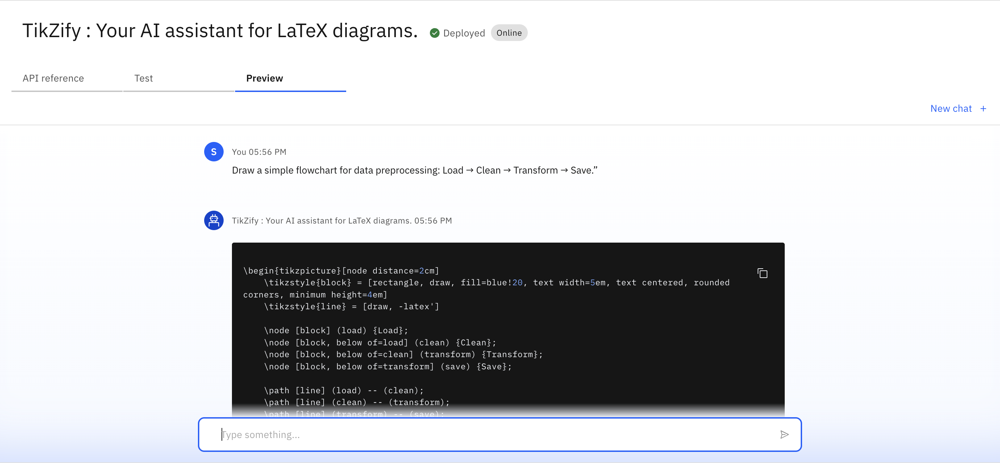 TikZify : Your AI assistant for LaTeX diagrams. Deployed Online
API reference Test Preview
New chat +
S You 05:56 PM
Draw a simple flowchart for data preprocessing: Load → Clean → Transform → Save.”
TikZify : Your AI assistant for LaTeX diagrams. 05:56 PM
\begin{tikzpicture}[node distance=2cm]
    \tikzstyle{block} = [rectangle, draw, fill=blue!20, text width=5em, text centered, rounded
corners, minimum height=4em]
    \tikzstyle{line} = [draw, -latex']
    \node [block] (load) {Load};
    \node [block, below of=load] (clean) {Clean};
    \node [block, below of=clean] (transform) {Transform};
    \node [block, below of=transform] (save) {Save};
    \path [line] (load) -- (clean);
    \path [line] (clean) -- (transform);
    \path [line] (transform) -- (save);
Type something...